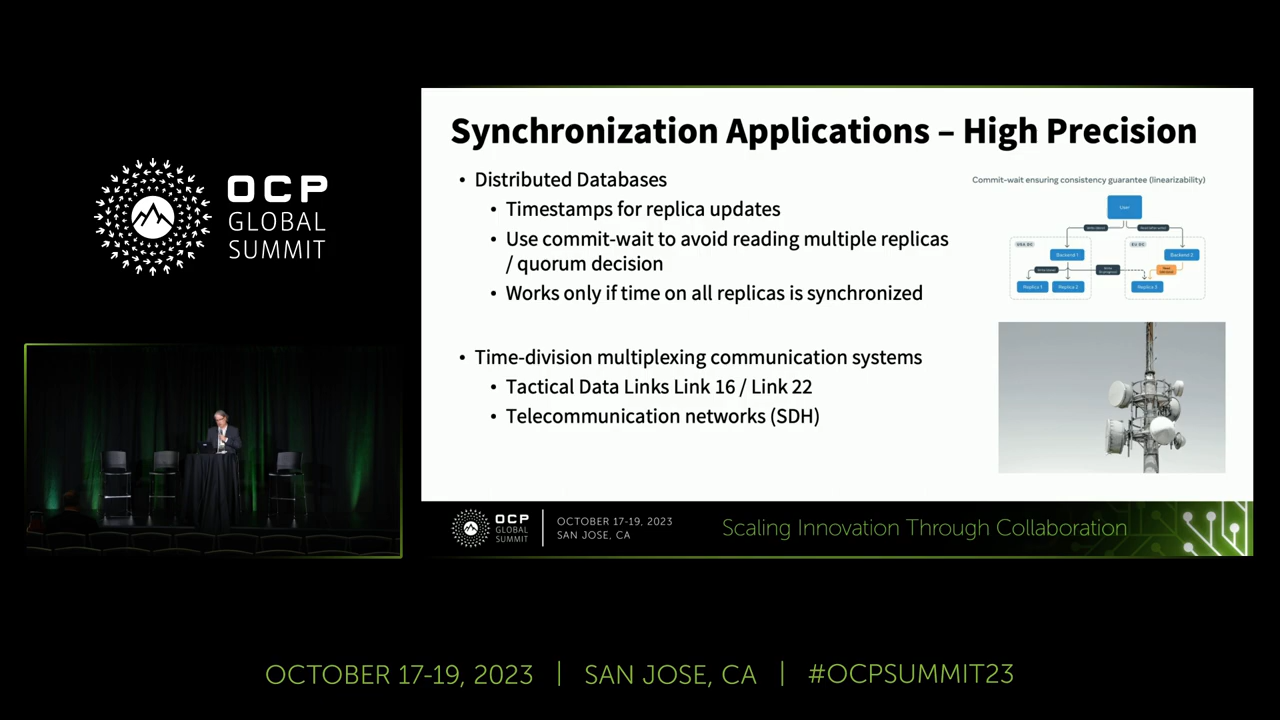 OCP
GLOBAL
SUMMIT
Synchronization Applications – High Precision
• Distributed Databases
• Timestamps for replica updates
• Use commit-wait to avoid reading multiple replicas
/ quorum decision
• Works only if time on all replicas is synchronized
• Time-division multiplexing communication systems
• Tactical Data Links Link 16 / Link 22
• Telecommunication networks (SDH)
Commit-wait ensuring consistency guarantee (linearizability)
User
Backend 1
Backend 2
Replica 1
Replica 2
Replica 3
OCP
GLOBAL
SUMMIT
OCTOBER 17-19, 2023
SAN JOSE, CA
Scaling Innovation Through Collaboration
OCTOBER 17-19, 2023 | SAN JOSE, CA | #OCPSUMMIT23